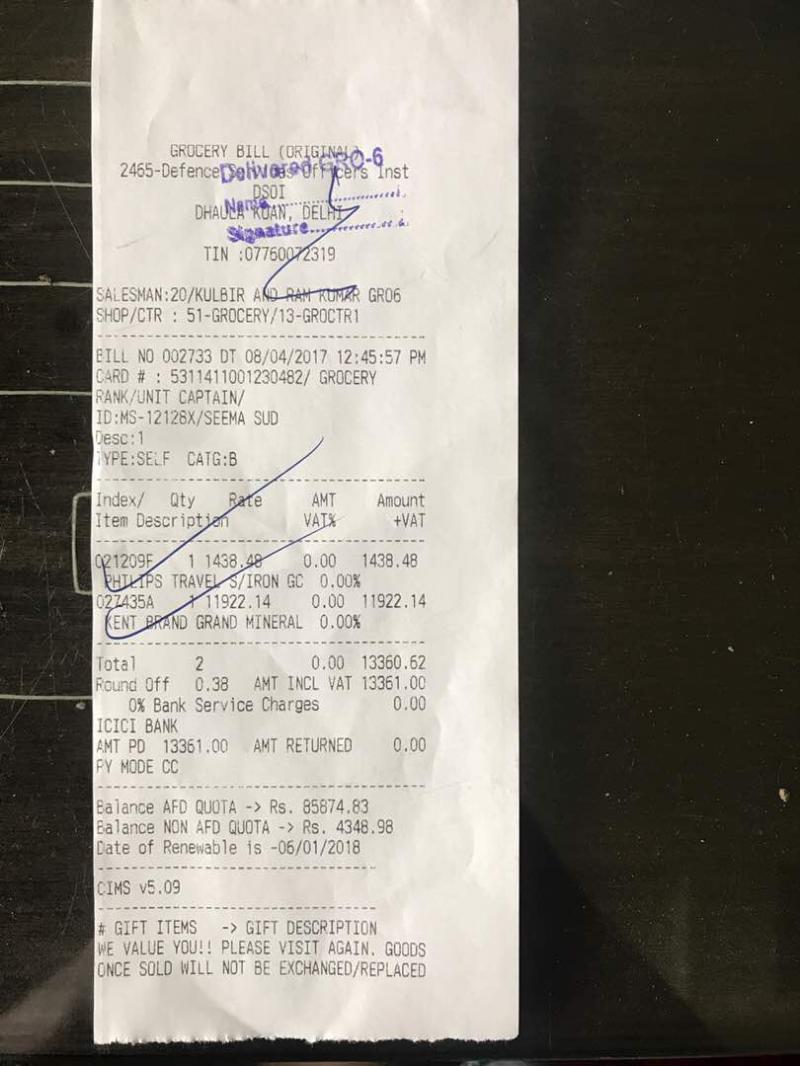 GROCERY BILL (ORIGINAL)
2465-Defence Services Officers Inst
Delivered GRO-6
DSOI
Name..................
DHAULA KUAN, DELHI
Signature..................
TIN :07760072319
SALESMAN:20/KULBIR AND RAM KUMAR GRO6
SHOP/CTR : 51-GROCERY/13-GROCTR1
BILL NO 002733 DT 08/04/2017 12:45:57 PM
CARD # : 5311411001230482/ GROCERY
RANK/UNIT CAPTAIN/
ID:MS-12128X/SEEMA SUD
Desc:1
TYPE:SELF CATG:B
Index/ Qty Rate AMT Amount
Item Description VAT% +VAT
021209F 1 1438.48 0.00 1438.48
PHILIPS TRAVEL S/IRON GC 0.00%
027435A 1 11922.14 0.00 11922.14
KENT BRAND GRAND MINERAL 0.00%
Total 2 0.00 13360.62
Round Off 0.38 AMT INCL VAT 13361.00
0% Bank Service Charges 0.00
ICICI BANK
AMT PD 13361.00 AMT RETURNED 0.00
PY MODE CC
Balance AFD QUOTA -> Rs. 85874.83
Balance NON AFD QUOTA -> Rs. 4348.98
Date of Renewable is -06/01/2018
CIMS v5.09
# GIFT ITEMS -> GIFT DESCRIPTION
WE VALUE YOU!! PLEASE VISIT AGAIN. GOODS
ONCE SOLD WILL NOT BE EXCHANGED/REPLACED